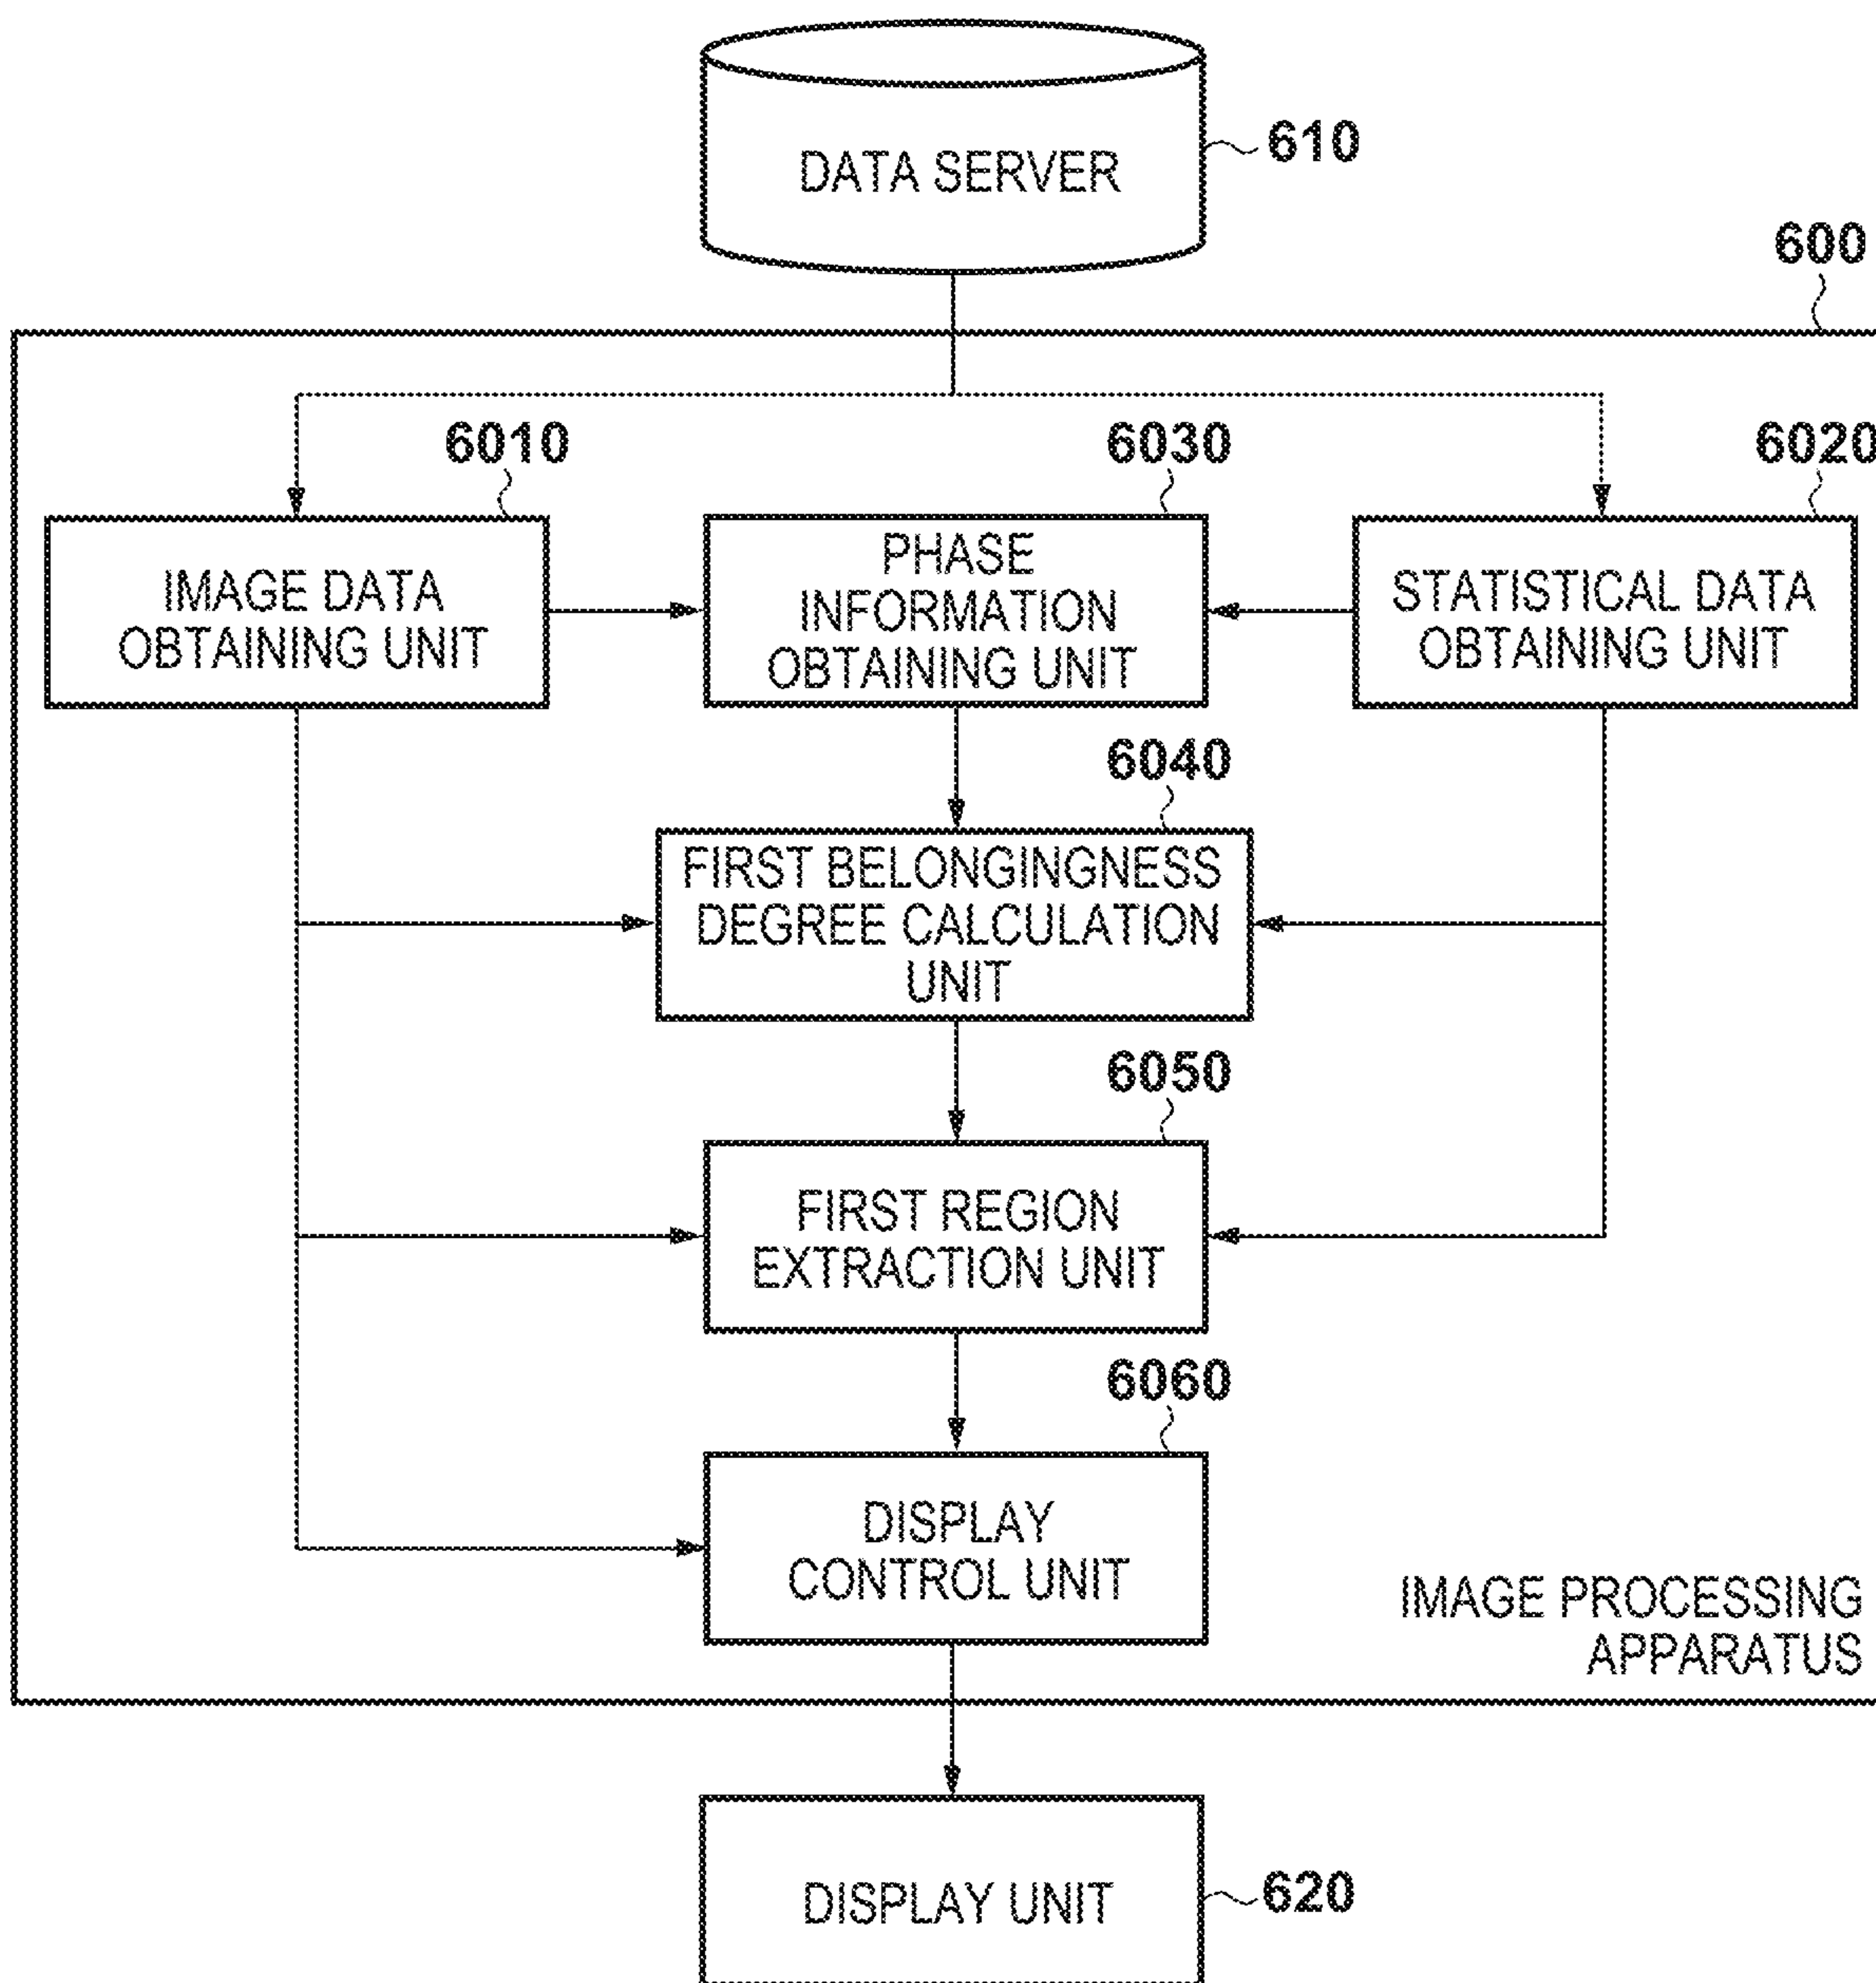 DATA SERVER
610
600
6010
6030
6020
IMAGE DATA
OBTAINING UNIT
PHASE
INFORMATION
OBTAINING UNIT
STATISTICAL DATA
OBTAINING UNIT
6040
FIRST BELONGINGNESS
DEGREE CALCULATION
UNIT
6050
FIRST REGION
EXTRACTION UNIT
6060
DISPLAY
CONTROL UNIT
IMAGE PROCESSING
APPARATUS
DISPLAY UNIT
620